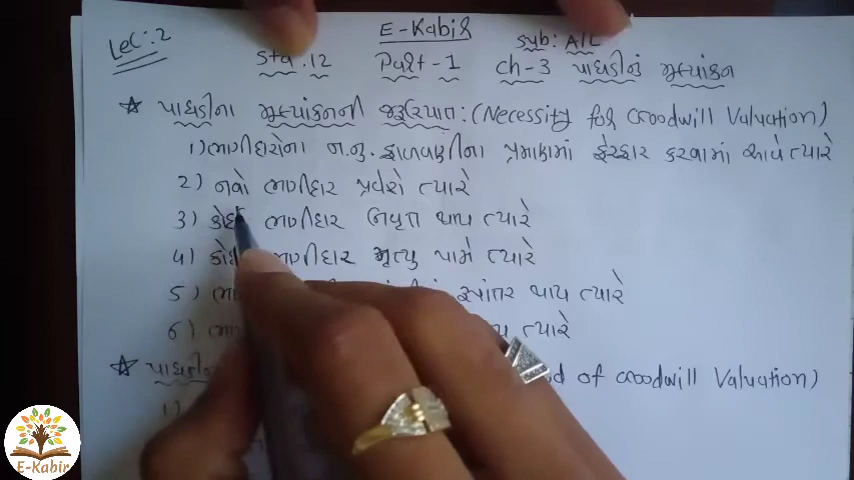 LeC:2
E-Kabir
Sub: A/C
Std.12
Part-1
Ch-3 પાઘડીનું મૂલ્યાંકન
★ પાઘડીના મૂલ્યાંકનની જરૂરિયાત: (Necessity for Goodwill Valuation)
1) ભાગીદારોના ન.નુ. ફાળવણીના પ્રમાણમાં ફેરફાર કરવામાં આવે ત્યારે
2) નવો ભાગીદાર પ્રવેશે ત્યારે
3) કોઈ ભાગીદાર નિવૃત્ત થાય ત્યારે
4) કોઈ ભાગીદાર મૃત્યુ પામે ત્યારે
5) રૂપાંતર થાય ત્યારે
6) ત્યારે
★ of Goodwill Valuation)
1)
E-Kabir